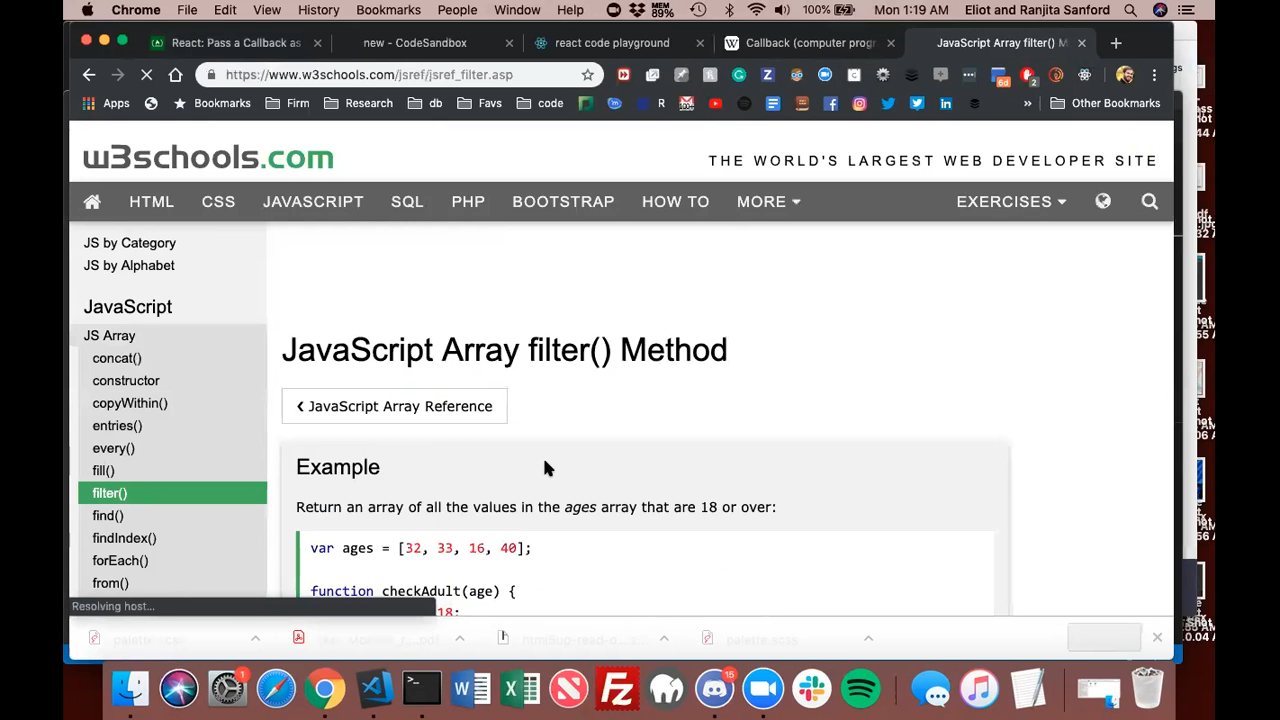 Chrome File Edit View History Bookmarks People Window Help MEM 89% 100% Mon 1:19 AM Eliot and Ranjita Sanford
React: Pass a Callback as new - CodeSandbox react code playground Callback (computer prog JavaScript Array filter() M
https://www.w3schools.com/jsref/jsref_filter.asp
Apps Bookmarks Firm Research db Favs code R Other Bookmarks
w3schools.com
THE WORLD'S LARGEST WEB DEVELOPER SITE
HTML CSS JAVASCRIPT SQL PHP BOOTSTRAP HOW TO MORE EXERCISES
JS by Category
JS by Alphabet
JavaScript
JS Array
concat()
constructor
copyWithin()
entries()
every()
fill()
filter()
find()
findIndex()
forEach()
from()
JavaScript Array filter() Method
❮ JavaScript Array Reference
Example
Return an array of all the values in the ages array that are 18 or over:
var ages = [32, 33, 16, 40];
function checkAdult(age) {
18;
Resolving host...
palette.scss